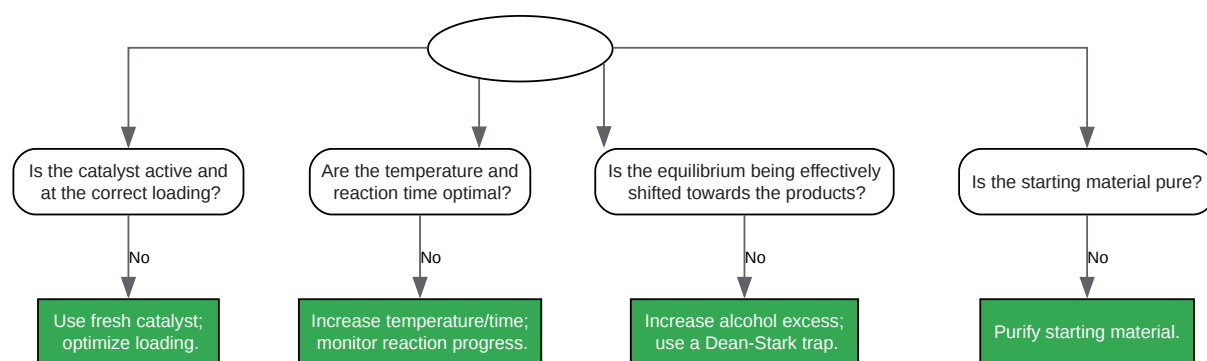 Is the catalyst active and
at the correct loading?
Are the temperature and
reaction time optimal?
Is the equilibrium being effectively
shifted towards the products?
Is the starting material pure?
No
No
No
No
Use fresh catalyst;
optimize loading.
Increase temperature/time;
monitor reaction progress.
Increase alcohol excess;
use a Dean-Stark trap.
Purify starting material.